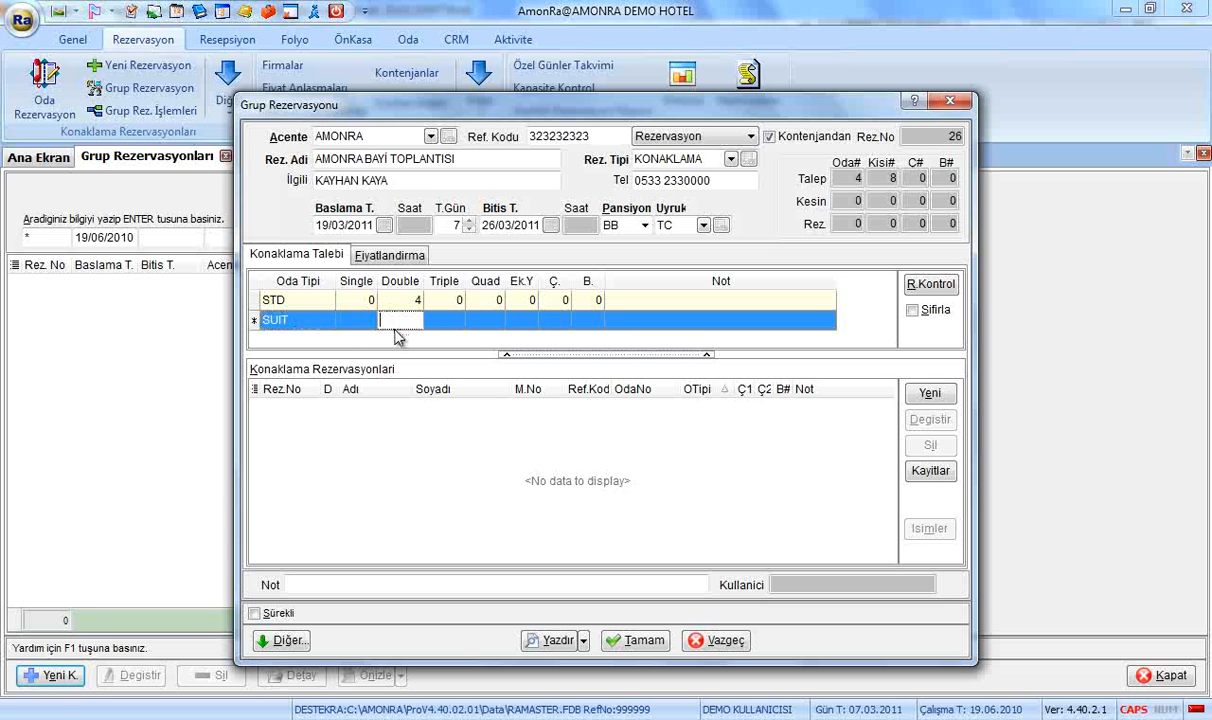 AmonRa@AMONRA DEMO HOTEL
Ra
Genel Rezervasyon Resepsiyon Folyo ÖnKasa Oda CRM Aktivite
Oda Rezervasyon
Yeni Rezervasyon
Grup Rezervasyon
Grup Rez. İşlemleri
Firmalar
Kontenjanlar
Özel Günler Takvimi
Konaklama Rezervasyonları
Ana Ekran Grup Rezervasyonları
Aradiginiz bilgiyi yazip ENTER tusuna basiniz.
* 19/06/2010
Rez. No Baslama T. Bitis T.
0
Yardım için F1 tuşuna basınız.
Yeni K. Degistir Sil Detay Önizle Kapat
Grup Rezervasyonu
Acente AMONRA Ref. Kodu 323232323 Rezervasyon Kontenjandan Rez.No 26
Rez. Adi AMONRA BAYİ TOPLANTISI Rez. Tipi KONAKLAMA
İlgili KAYHAN KAYA Tel 0533 2330000
Oda# Kisi# C# B#
Talep 4 8 0 0
Kesin 0 0 0 0
Rez. 0 0 0 0
Baslama T. Saat T.Gün Bitis T. Saat Pansiyon Uyruk
19/03/2011 7 26/03/2011 BB TC
Konaklama Talebi Fiyatlandirma
Oda Tipi Single Double Triple Quad Ek.Y Ç. B. Not
STD 0 4 0 0 0 0 0
* SUIT
R.Kontrol
Sifirla
Konaklama Rezervasyonlari
Rez.No D Adı Soyadı M.No Ref.Kod OdaNo OTipi Ç1 Ç2 B# Not
<No data to display>
Yeni
Degistir
Sil
Kayitlar
Isimler
Not Kullanici
Sürekli
Diğer... Yazdır Tamam Vazgeç
DESTEKRA:C:\AMONRA\ProV4.40.02.01\Data\RAMASTER.FDB RefNo:999999 DEMO KULLANICISI Gün T: 07.03.2011 Çalışma T: 19.06.2010 Ver: 4.40.2.1 CAPS NUM